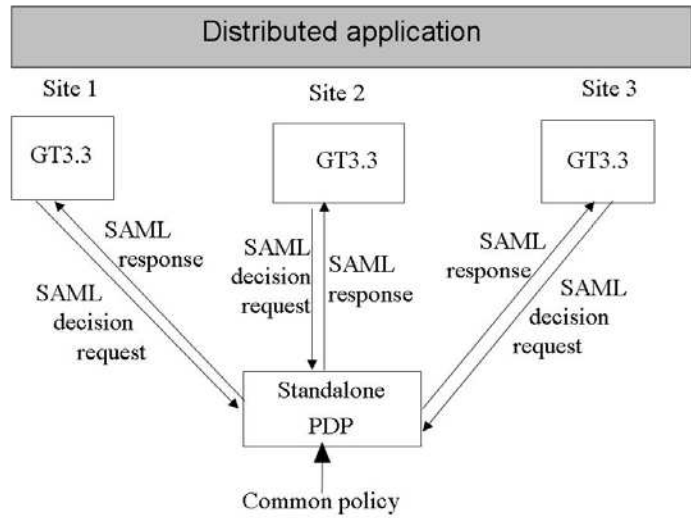 Distributed application
Site 1
Site 2
Site 3
GT3.3
GT3.3
GT3.3
SAML
response
SAML
decision
request
SAML
decision
request
SAML
response
SAML
response
SAML
decision
request
Standalone
PDP
Common policy